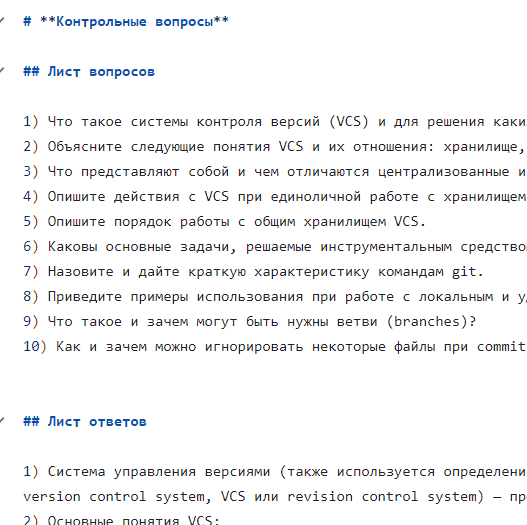 # **Контрольные вопросы**
## Лист вопросов
1) Что такое системы контроля версий (VCS) и для решения
2) Объясните следующие понятия VCS и их отношения: хранилище,
3) Что представляют собой и чем отличаются централизованные и
4) Опишите действия с VCS при единоличной работе с хранилищем
5) Опишите порядок работы с общим хранилищем VCS.
6) Каковы основные задачи, решаемые инструментальным
7) Назовите и дайте краткую характеристику командам git.
8) Приведите примеры использования при работе с локальным и
9) Что такое и зачем могут быть нужны ветви (branches)?
10) Как и зачем можно игнорировать некоторые файлы при commit
## Лист ответов
1) Система управления версиями (также используется
version control system, VCS или revision control system) —
2) Основные понятия VCS: